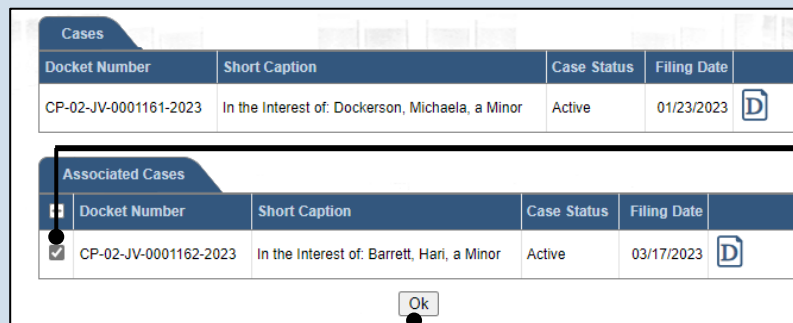 Cases
Docket Number Short Caption Case Status Filing Date
CP-02-JV-0001161-2023 In the Interest of: Dockerson, Michaela, a Minor Active 01/23/2023 D
Associated Cases
Docket Number Short Caption Case Status Filing Date
CP-02-JV-0001162-2023 In the Interest of: Barrett, Hari, a Minor Active 03/17/2023 D
Ok